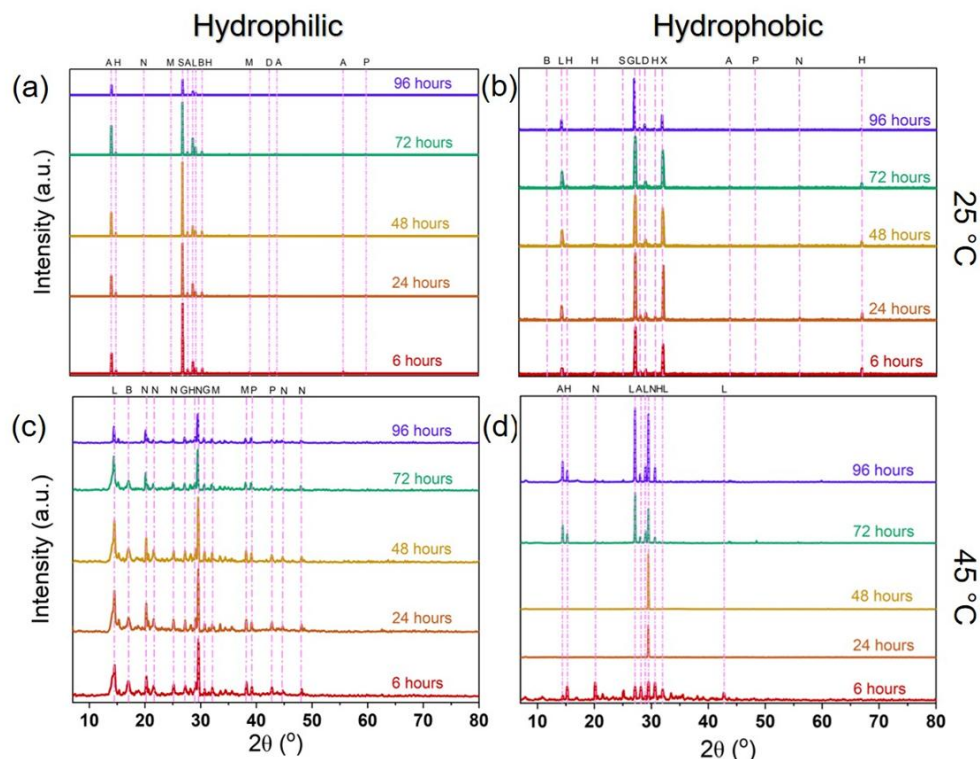 Hydrophilic
Hydrophobic
(a)
A H N M S A L B H M D A A P
96 hours
72 hours
48 hours
24 hours
6 hours
Intensity (a.u.)
(b)
B L H H S G L D H X A P N H
96 hours
72 hours
48 hours
24 hours
6 hours
25 °C
(c)
L B N N N G H N G M M P P N N
96 hours
72 hours
48 hours
24 hours
6 hours
Intensity (a.u.)
10 20 30 40 50 60 70 80
2θ (°)
(d)
A H N L A L N H L L
96 hours
72 hours
48 hours
24 hours
6 hours
10 20 30 40 50 60 70 80
2θ (°)
45 °C